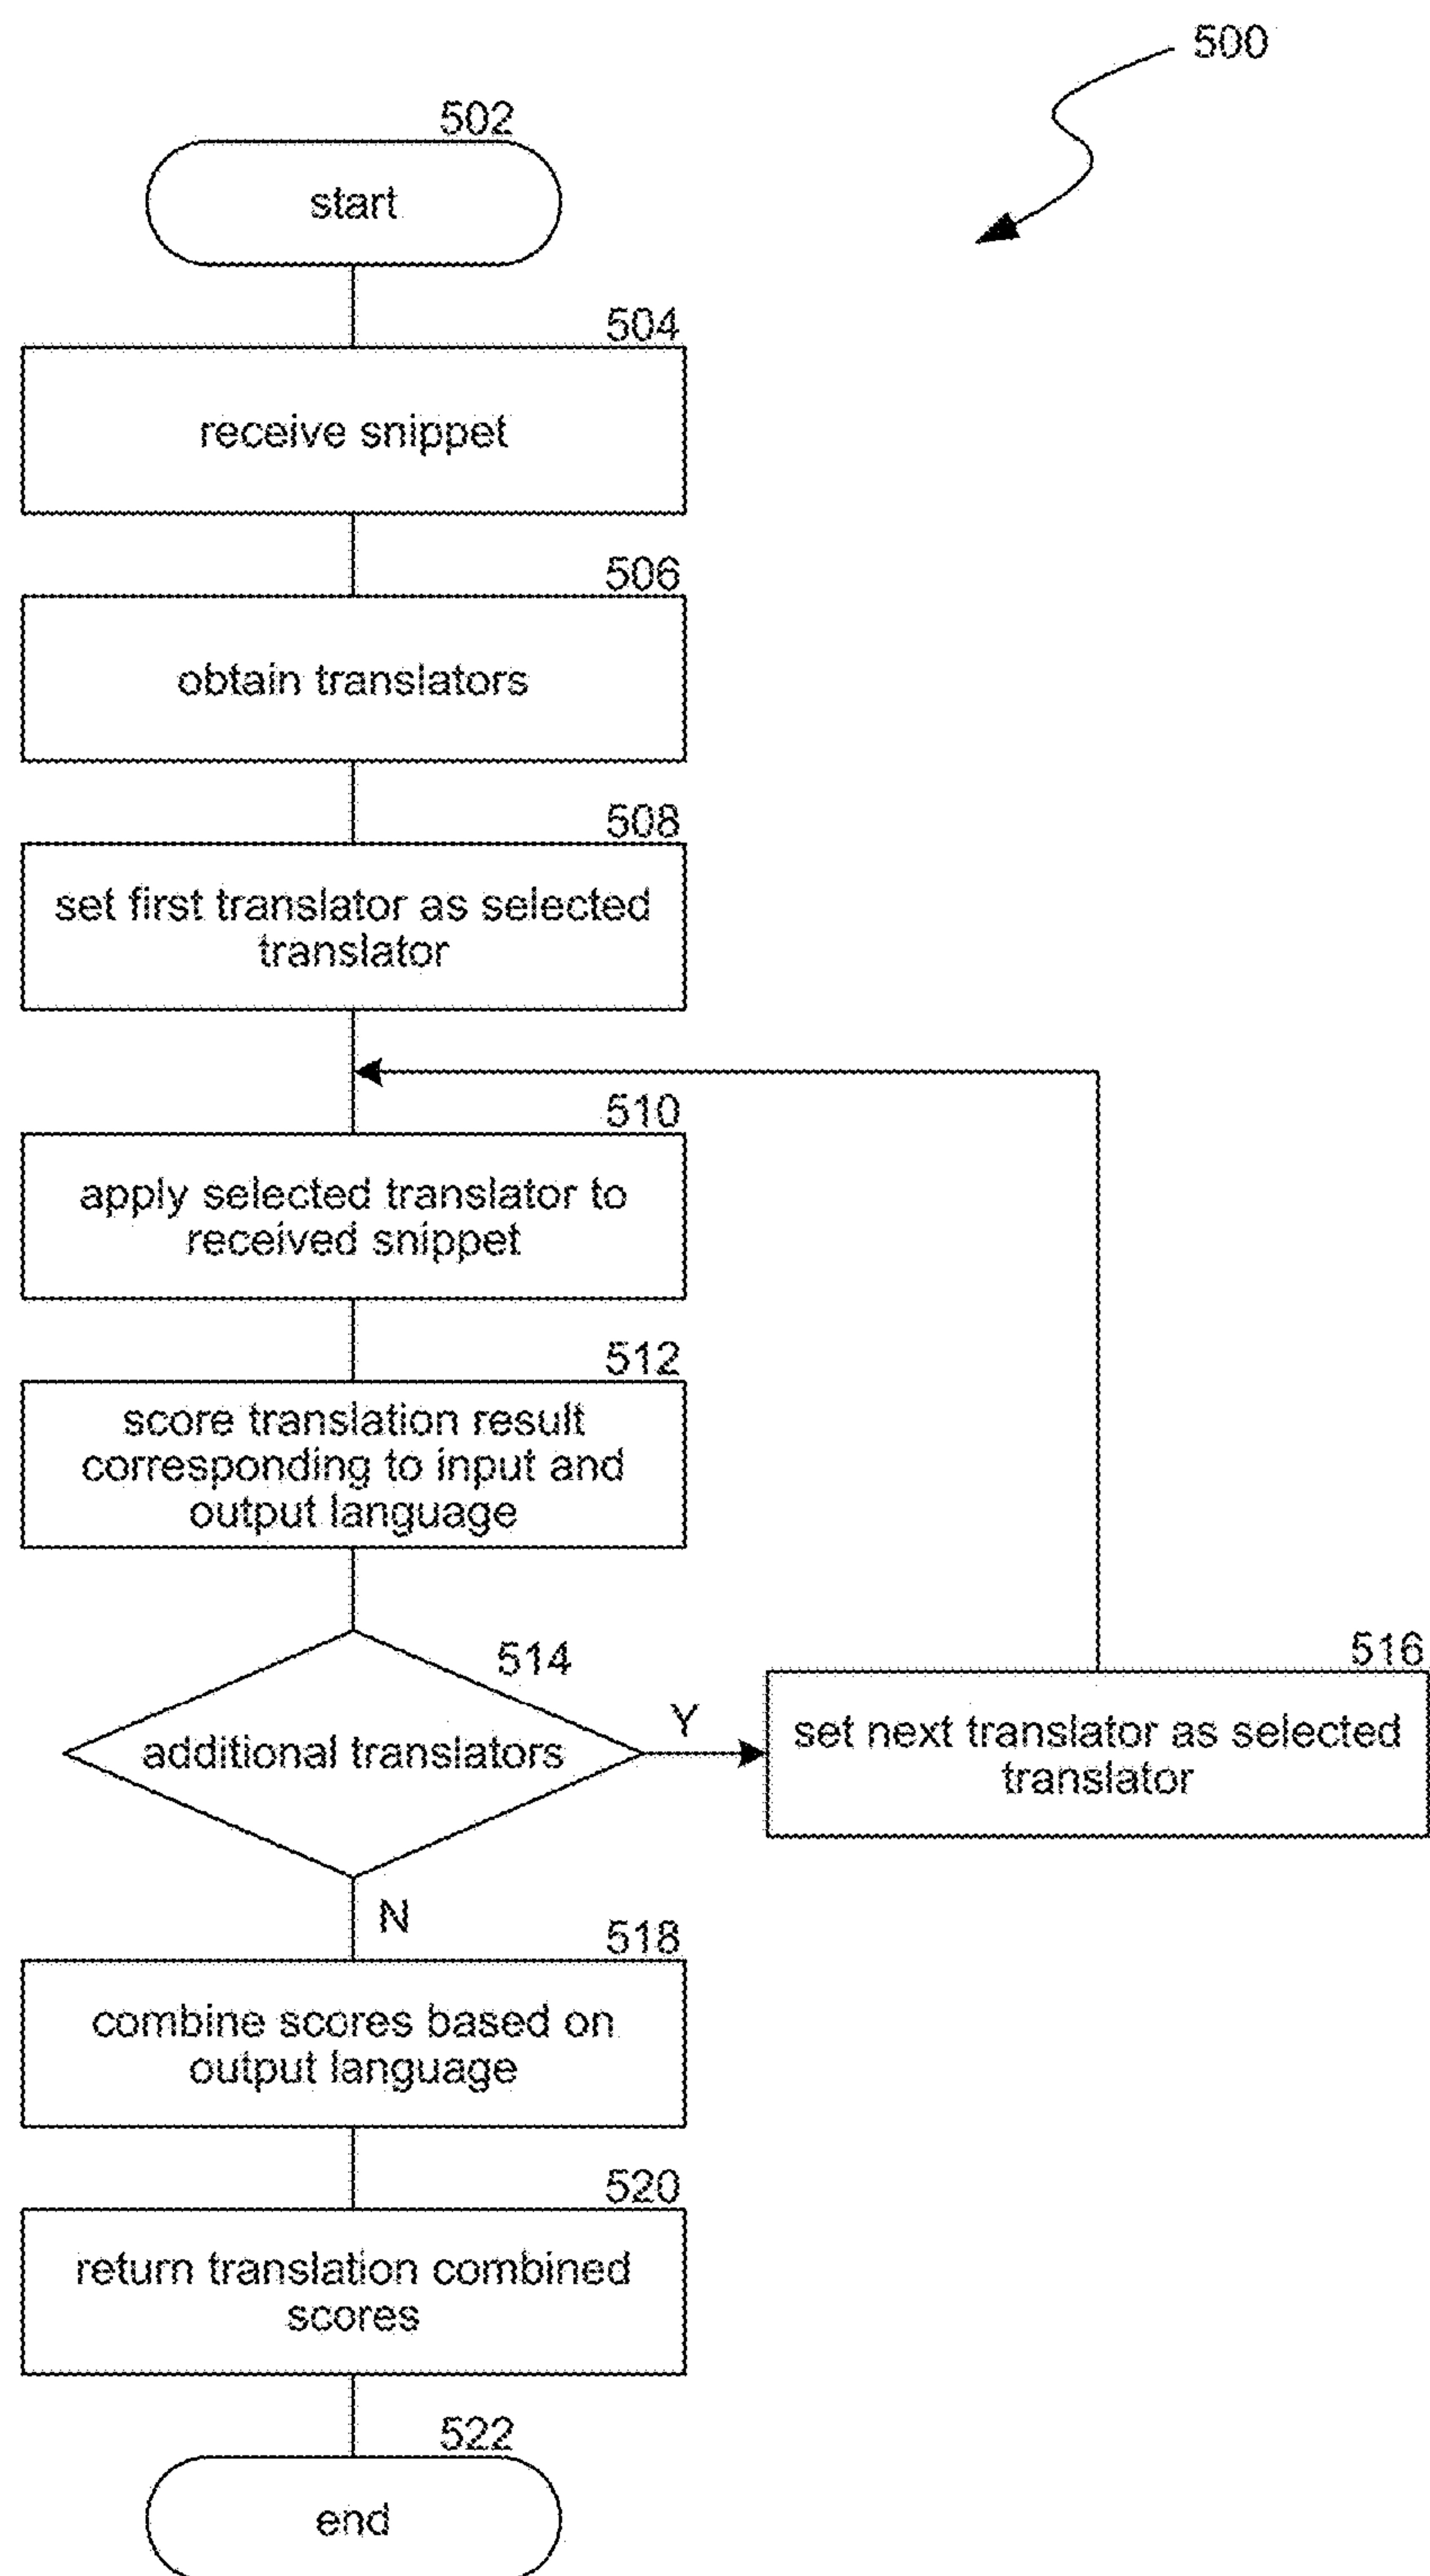 500
502
start
504
receive snippet
506
obtain translators
508
set first translator as selected
translator
510
apply selected translator to
received snippet
512
score translation result
corresponding to input and
output language
514
additional translators
Y
516
set next translator as selected
translator
N
518
combine scores based on
output language
520
return translation combined
scores
522
end